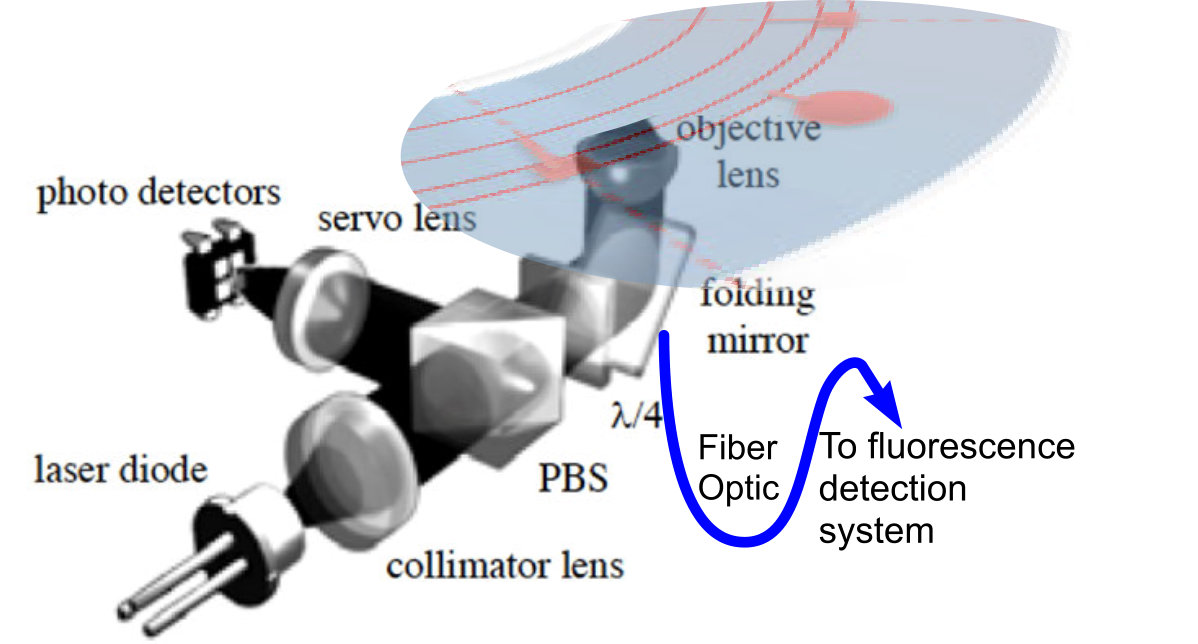 objective
lens
photo detectors
servo lens
folding
mirror
λ/4
laser diode
PBS
Fiber
Optic
To fluorescence
detection
system
collimator lens